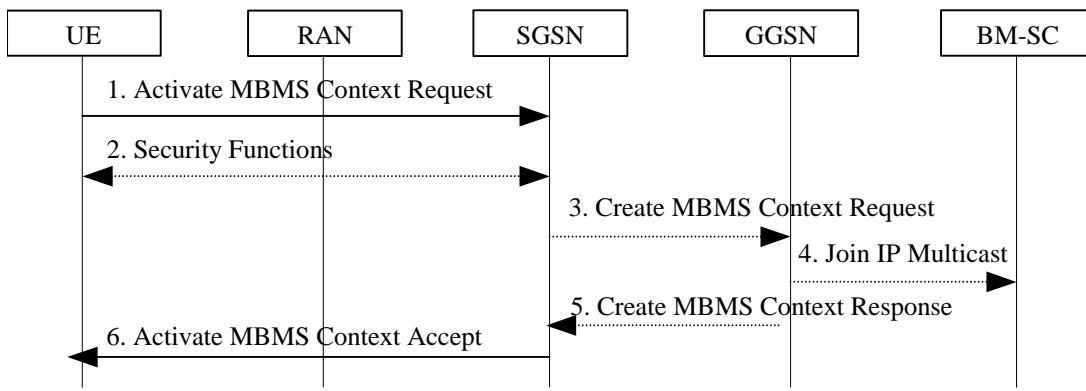 UE
RAN
SGSN
GGSN
BM-SC
1. Activate MBMS Context Request
2. Security Functions
3. Create MBMS Context Request
4. Join IP Multicast
5. Create MBMS Context Response
6. Activate MBMS Context Accept